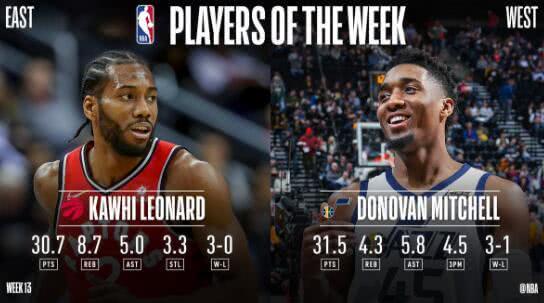 EAST
NBA
PLAYERS OF THE WEEK
WEST
KAWHI LEONARD
30.7 8.7 5.0 3.3 3-0
PTS REB AST STL W-L
DONOVAN MITCHELL
31.5 4.3 5.8 4.5 3-1
PTS REB AST 3PM W-L
45
WEEK 13
@NBA